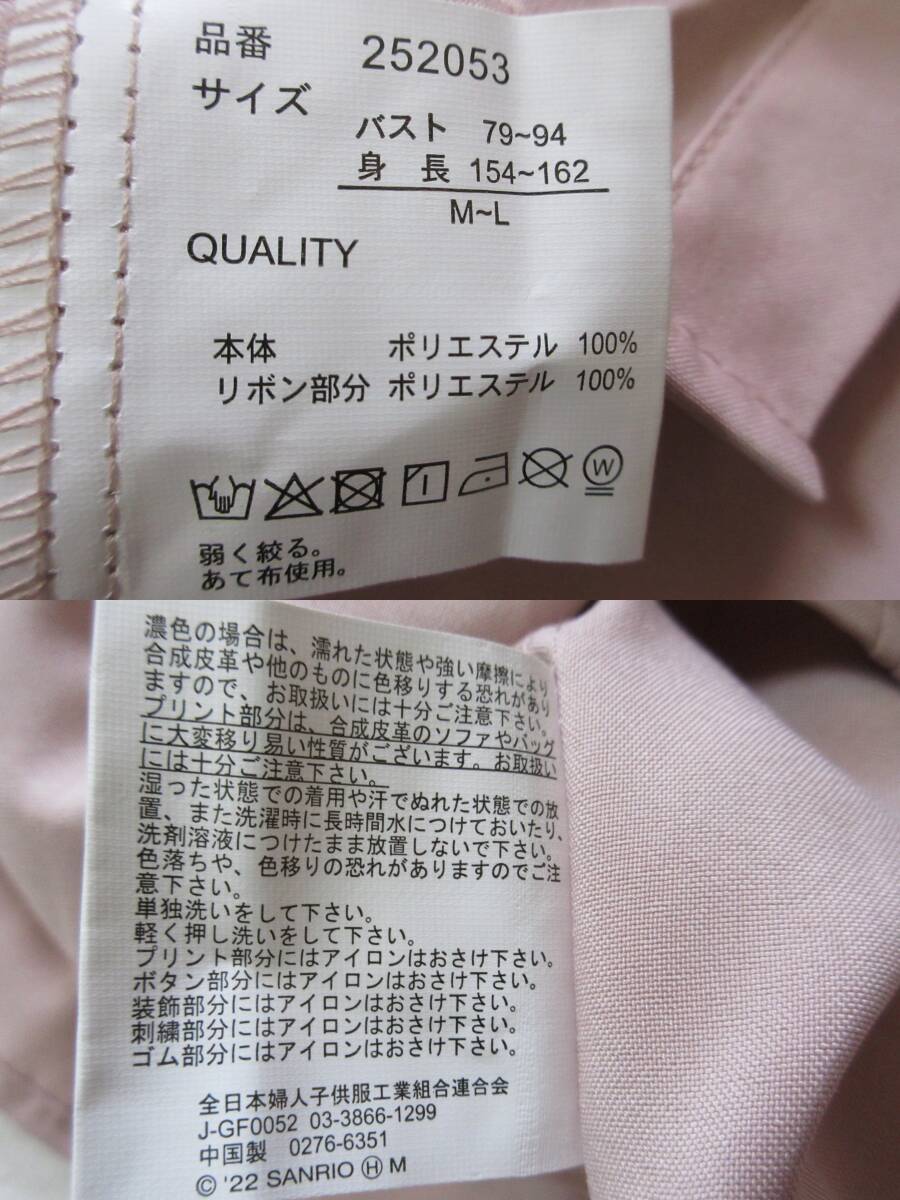 品番 252053
サイズ
バスト 79~94
身 長 154~162
M~L
QUALITY
本体 ポリエステル 100%
リボン部分 ポリエステル 100%
W
弱く絞る。
あて布使用。
濃色の場合は、濡れた状態や強い摩擦により
合成皮革や他のものに色移りする恐れがあり
ますので、お取扱いには十分ご注意下さい。
プリント部分は、合成皮革のソファやバッグ
に大変移り易い性質がございます。お取扱い
には十分ご注意下さい。
湿った状態での着用や汗でぬれた状態での放
置、また洗濯時に長時間水につけておいたり、
洗剤溶液につけたまま放置しないで下さい。
色落ちや、色移りの恐れがありますのでご注
意下さい。
単独洗いをして下さい。
軽く押し洗いをして下さい。
プリント部分にはアイロンはおさけ下さい。
ボタン部分にはアイロンはおさけ下さい。
装飾部分にはアイロンはおさけ下さい。
刺繍部分にはアイロンはおさけ下さい。
ゴム部分にはアイロンはおさけ下さい。
全日本婦人子供服工業組合連合会
J-GF0052 03-3866-1299
中国製 0276-6351
© '22 SANRIO Ⓗ M